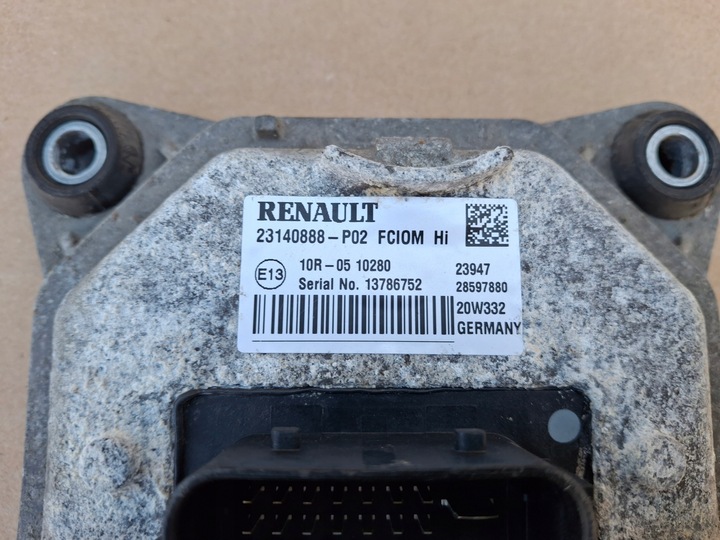 RENAULT
23140888-P02 FCIOM Hi
E13 10R-05 10280 23947
Serial No. 13786752 28597880
20W332
GERMANY